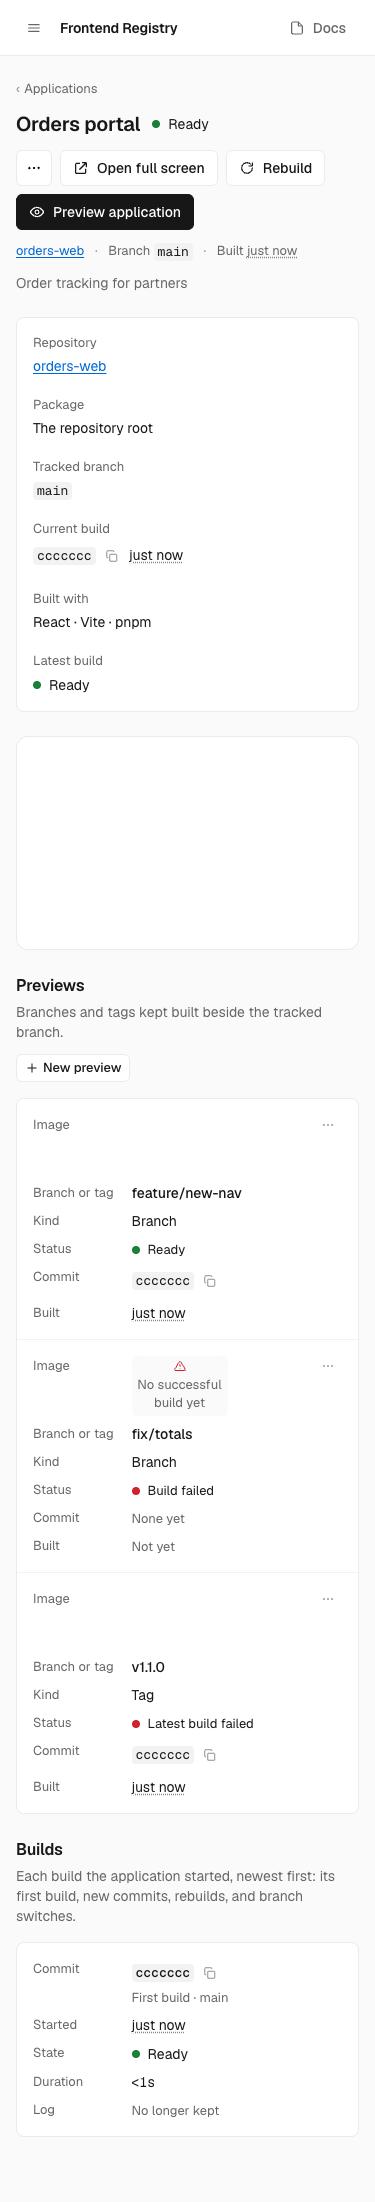 Frontend Registry
Docs
‹ Applications
Orders portal
Ready
Open full screen
Rebuild
Preview application
orders-web · Branch main · Built just now
Order tracking for partners
Repository
orders-web
Package
The repository root
Tracked branch
main
Current build
ccccccc just now
Built with
React · Vite · pnpm
Latest build
Ready
Previews
Branches and tags kept built beside the tracked
branch.
New preview
Image
Branch or tag feature/new-nav
Kind Branch
Status Ready
Commit ccccccc
Built just now
Image
No successful
build yet
Branch or tag fix/totals
Kind Branch
Status Build failed
Commit None yet
Built Not yet
Image
Branch or tag v1.1.0
Kind Tag
Status Latest build failed
Commit ccccccc
Built just now
Builds
Each build the application started, newest first: its
first build, new commits, rebuilds, and branch
switches.
Commit ccccccc
First build · main
Started just now
State Ready
Duration <1s
Log No longer kept